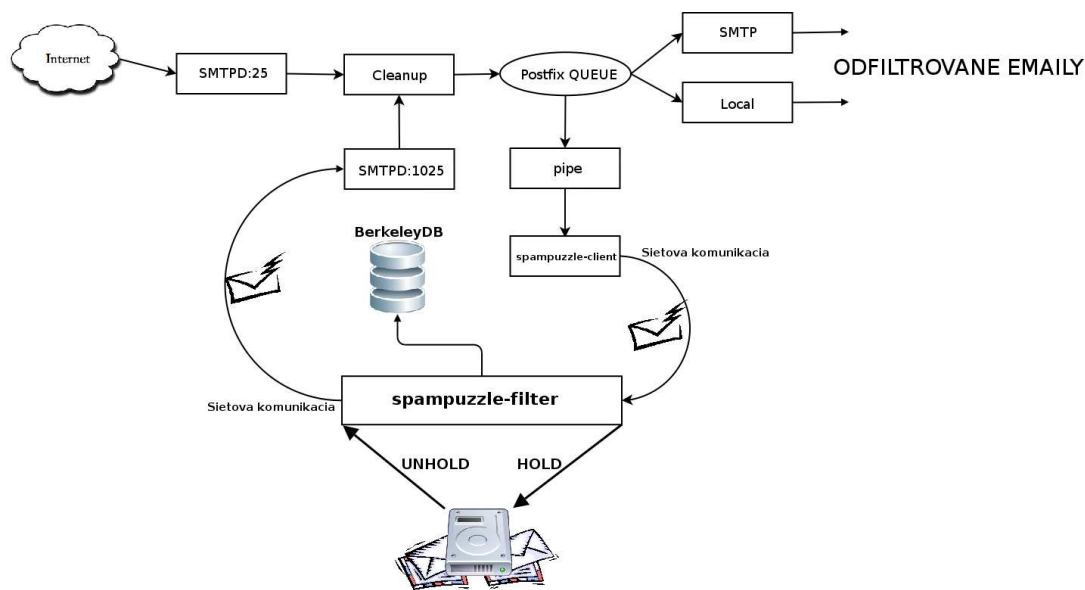 Internet
SMTPD:25
Cleanup
Postfix QUEUE
SMTP
Local
ODFILTROVANE EMAILY
SMTPD:1025
pipe
BerkeleyDB
spampuzzle-client
Sietova komunikacia
spampuzzle-filter
Sietova komunikacia
UNHOLD
HOLD